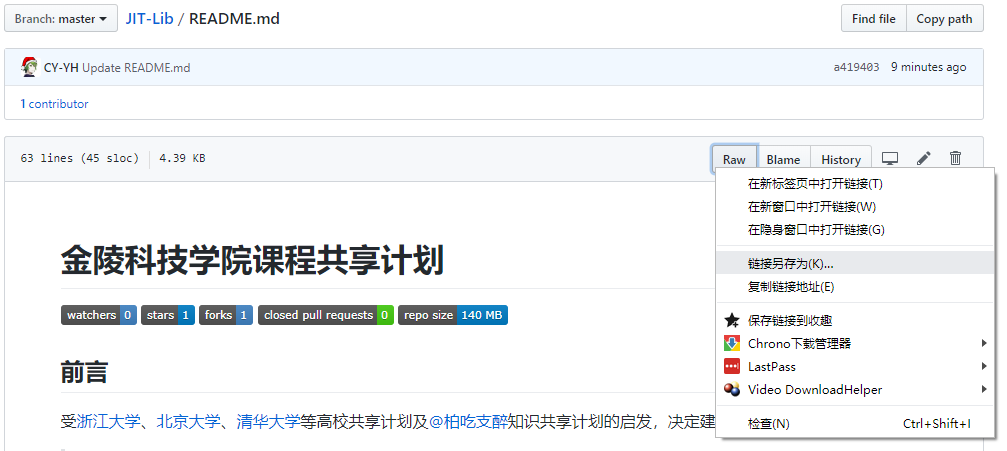 Branch: master JIT-Lib / README.md Find file Copy path
CY-YH Update README.md a419403 9 minutes ago
1 contributor
63 lines (45 sloc) 4.39 KB Raw Blame History
在新标签页中打开链接(T)
在新窗口中打开链接(W)
在隐身窗口中打开链接(G)
链接另存为(K)...
复制链接地址(E)
保存链接到收趣
Chrono下载管理器
LastPass
Video DownloadHelper
检查(N) Ctrl+Shift+I
金陵科技学院课程共享计划
watchers 0 stars 1 forks 1 closed pull requests 0 repo size 140 MB
前言
受浙江大学、北京大学、清华大学等高校共享计划及@柏吃支醉知识共享计划的启发，决定建